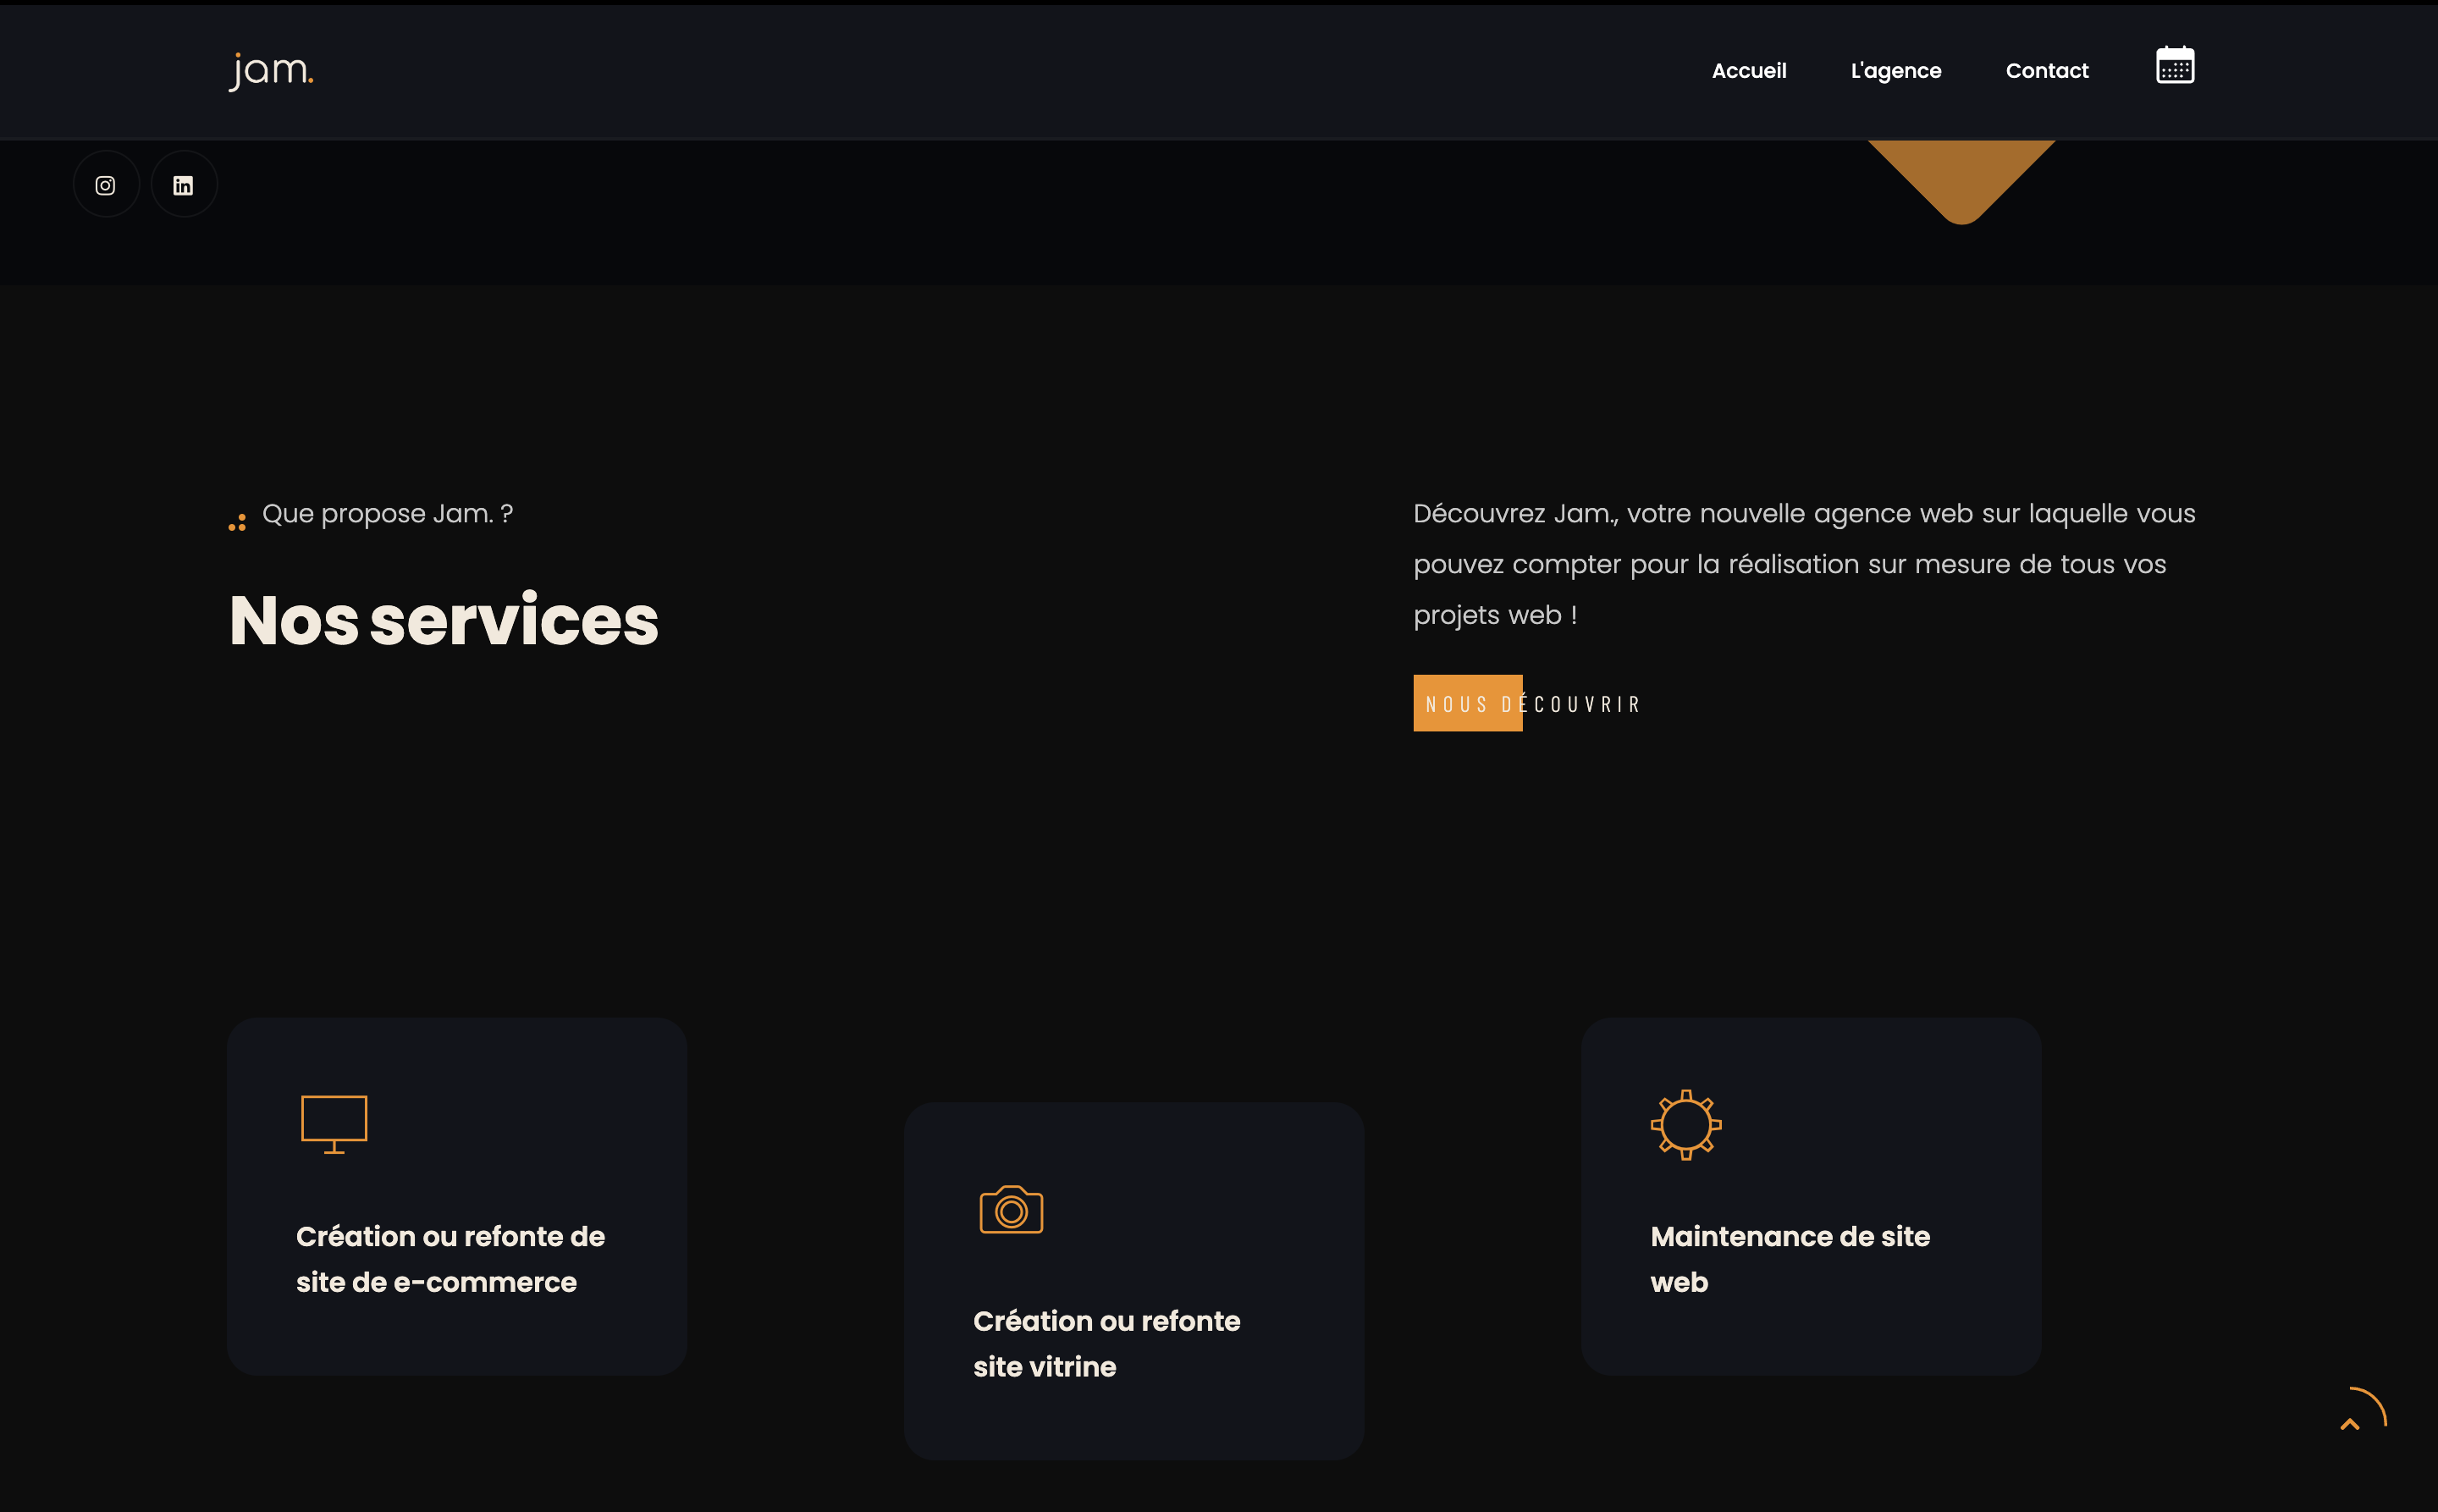 jam.
Accueil
L'agence
Contact
in
Que propose Jam. ?
Nos services
Découvrez Jam., votre nouvelle agence web sur laquelle vous
pouvez compter pour la réalisation sur mesure de tous vos
projets web !
NOUS DÉCOUVRIR
Création ou refonte de
site de e-commerce
Création ou refonte
site vitrine
Maintenance de site
web